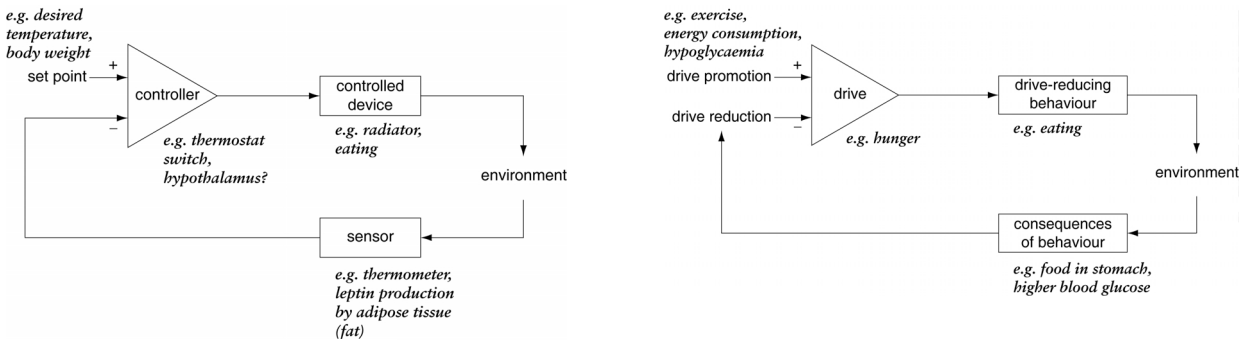 e.g. desired
temperature,
body weight
set point
+
−
controller
e.g. thermostat
switch,
hypothalamus?
controlled
device
e.g. radiator,
eating
environment
sensor
e.g. thermometer,
leptin production
by adipose tissue
(fat)
e.g. exercise,
energy consumption,
hypoglycaemia
drive promotion
+
drive reduction
−
drive
e.g. hunger
drive-reducing
behaviour
e.g. eating
environment
consequences
of behaviour
e.g. food in stomach,
higher blood glucose